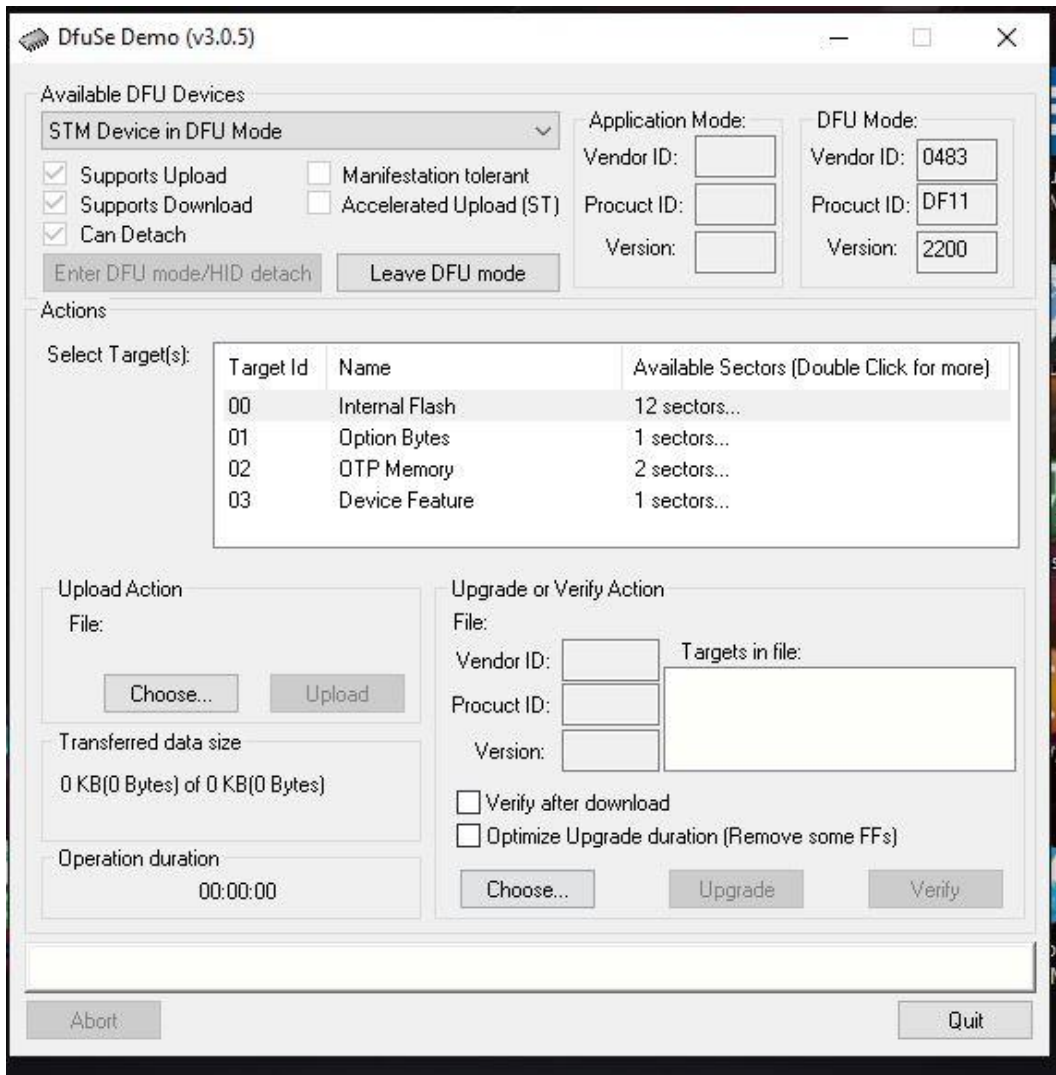 DfuSe Demo (v3.0.5)
Available DFU Devices
STM Device in DFU Mode
Supports Upload
Manifestation tolerant
Supports Download
Accelerated Upload (ST)
Can Detach
Enter DFU mode/HID detach
Leave DFU mode
Application Mode:
Vendor ID:
Procuct ID:
Version:
DFU Mode:
Vendor ID: 0483
Procuct ID: DF11
Version: 2200
Actions
Select Target(s):
Target Id Name Available Sectors (Double Click for more)
00 Internal Flash 12 sectors...
01 Option Bytes 1 sectors...
02 OTP Memory 2 sectors...
03 Device Feature 1 sectors...
Upload Action
File:
Choose... Upload
Transferred data size
0 KB(0 Bytes) of 0 KB(0 Bytes)
Operation duration
00:00:00
Upgrade or Verify Action
File:
Vendor ID:
Procuct ID:
Version:
Targets in file:
Verify after download
Optimize Upgrade duration (Remove some FFs)
Choose... Upgrade Verify
Abort Quit